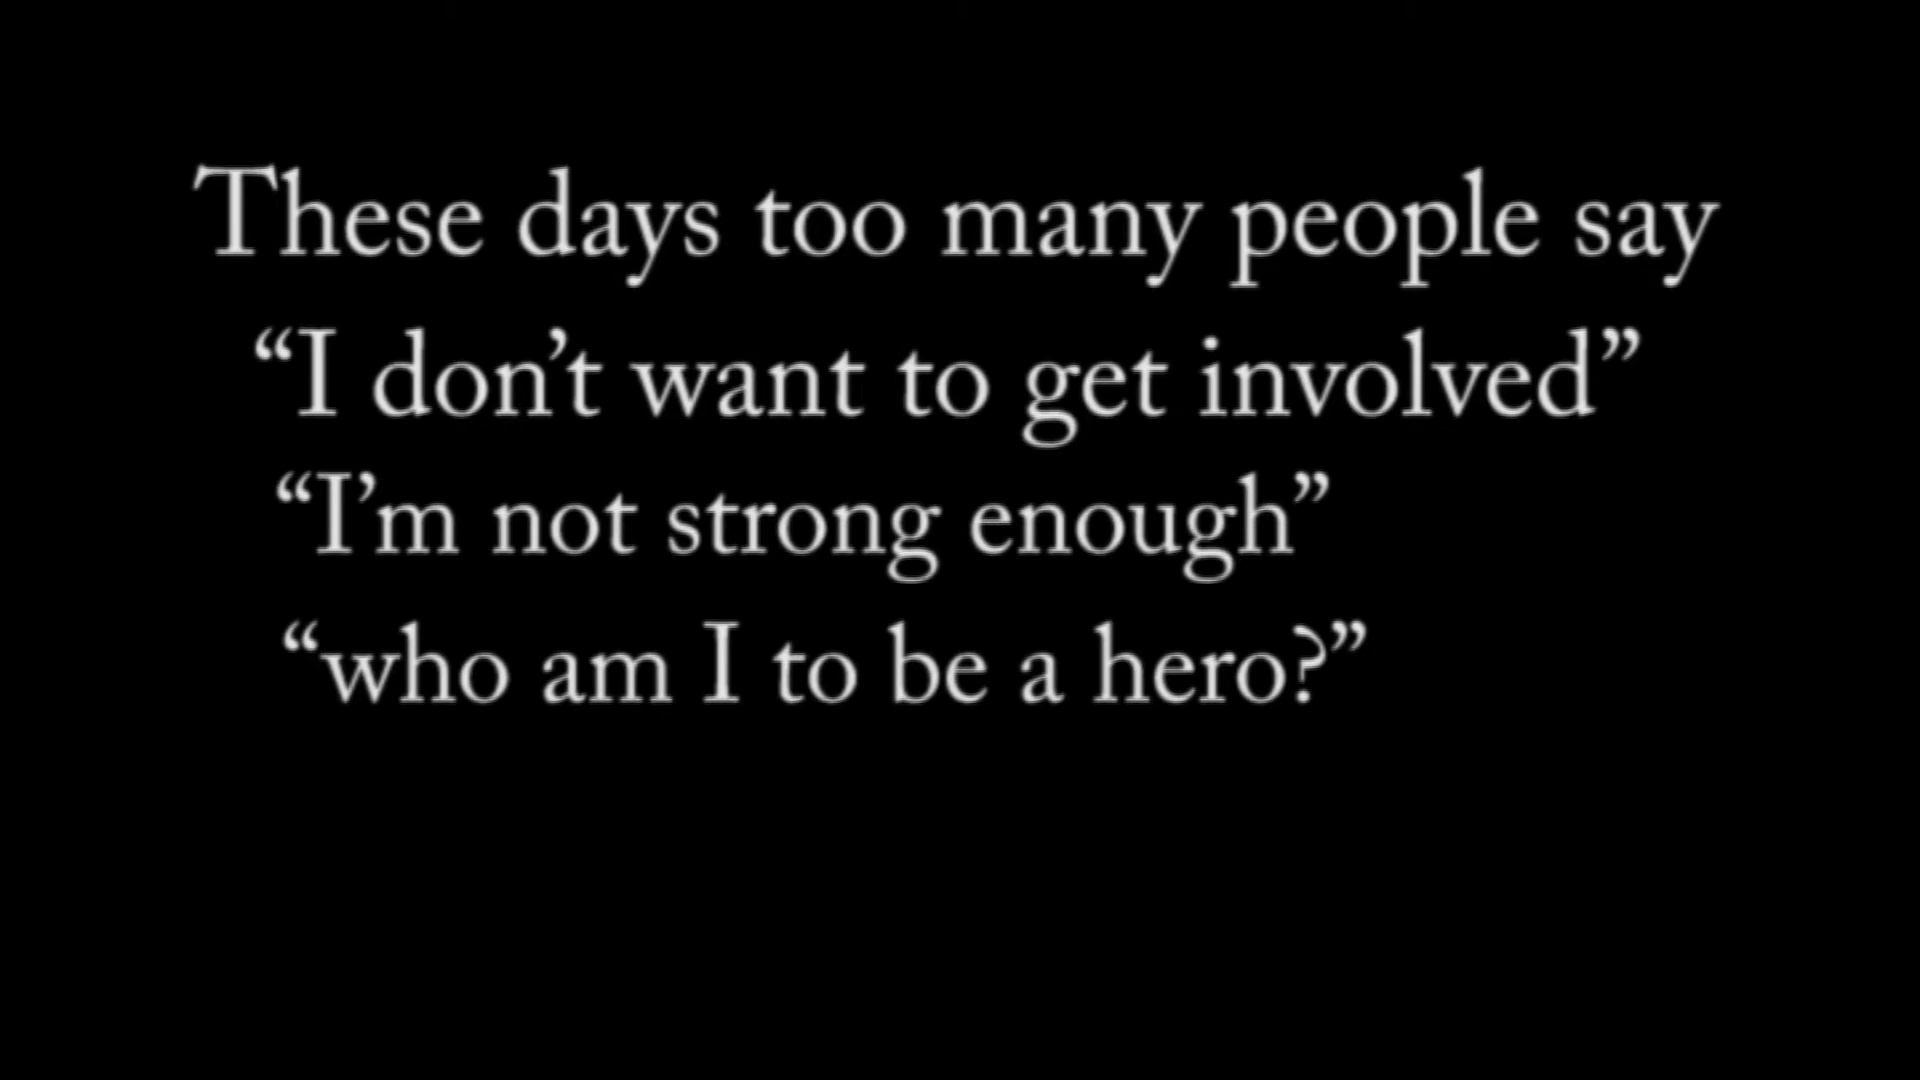 These days too many people say
“I don’t want to get involved”
“I’m not strong enough”
“who am I to be a hero?”